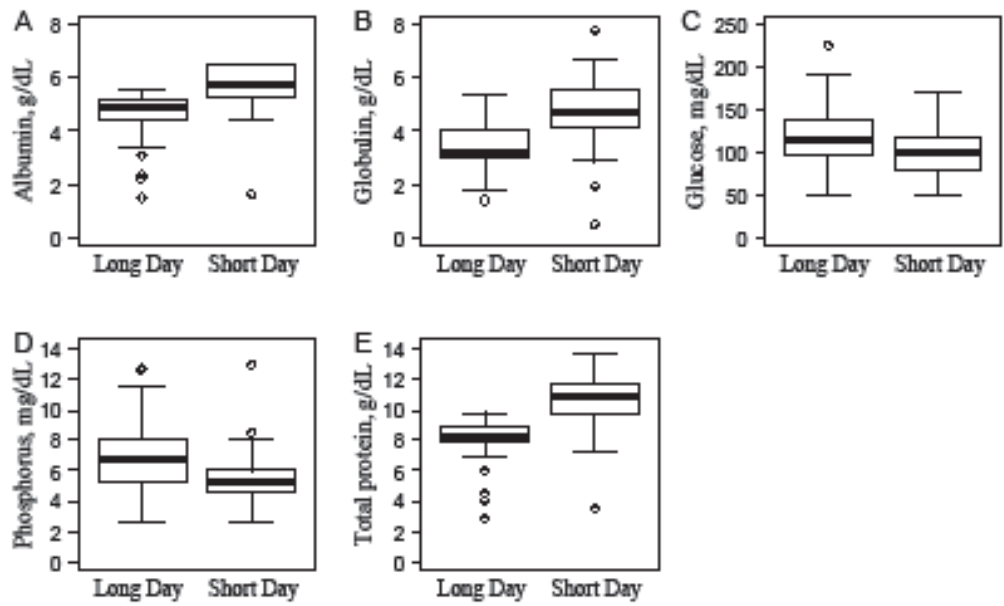 A
Albumin, g/dL
8
6
4
2
0
Long Day Short Day
B
Globulin, g/dL
8
6
4
2
0
Long Day Short Day
C
Glucose, mg/dL
250
200
150
100
50
0
Long Day Short Day
D
Phosphorus, mg/dL
14
12
10
8
6
4
2
0
Long Day Short Day
E
Total protein, g/dL
14
12
10
8
6
4
2
0
Long Day Short Day